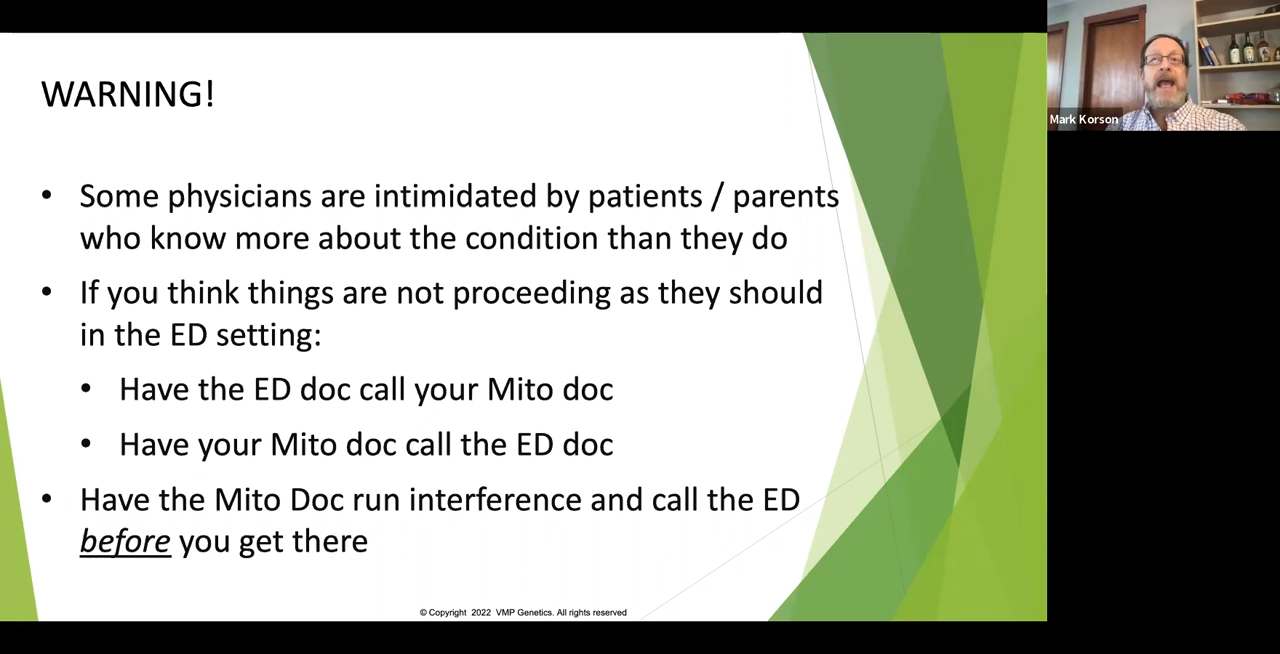 WARNING!
• Some physicians are intimidated by patients / parents
who know more about the condition than they do
• If you think things are not proceeding as they should
in the ED setting:
• Have the ED doc call your Mito doc
• Have your Mito doc call the ED doc
• Have the Mito Doc run interference and call the ED
before you get there
© Copyright 2022 VMP Genetics. All rights reserved
Mark Korson